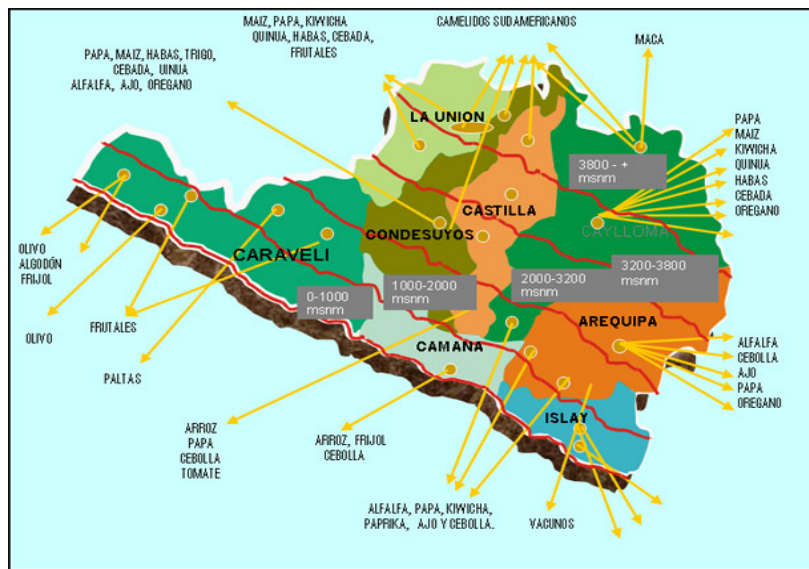 MAIZ, PAPA, KIWICHA
QUINUA, HABAS, CEBADA,
FRUTALES
CAMELIDOS SUDAMERICANOS
MACA
PAPA, MAIZ, HABAS, TRIGO,
CEBADA, UINUA
ALFALFA, AJO, OREGANO
LA UNION
PAPA
MAIZ
KIWICHA
QUINUA
HABAS
CEBADA
OREGANO
3800 - +
msnm
CASTILLA
CAYLLOMA
CONDESUYOS
CARAVELI
OLIVO
ALGODÓN
FRIJOL
0-1000
msnm
1000-2000
msnm
2000-3200
msnm
3200-3800
msnm
AREQUIPA
CAMANA
ISLAY
OLIVO
FRUTALES
PALTAS
ALFALFA
CEBOLLA
AJO
PAPA
OREGANO
ARROZ
PAPA
CEBOLLA
TOMATE
ARROZ, FRIJOL
CEBOLLA
ALFALFA, PAPA, KIWICHA,
PAPRIKA, AJO Y CEBOLLA.
VACUNOS